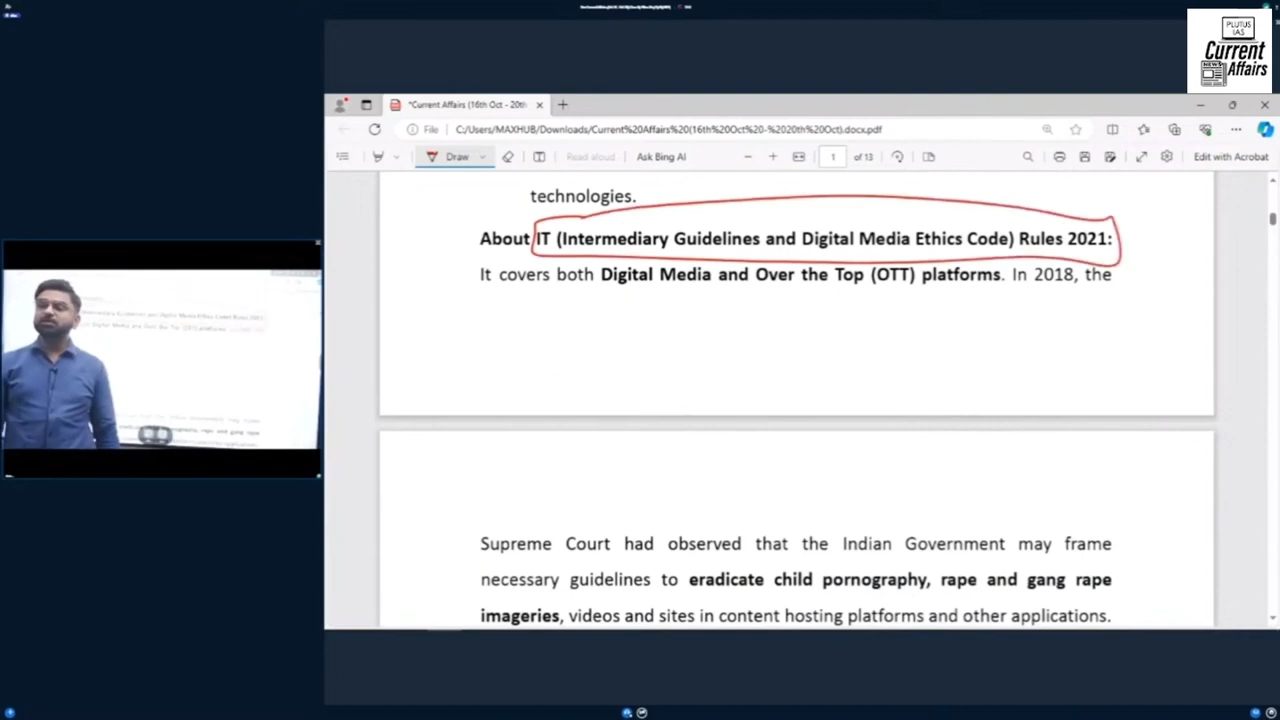 PLUTUS
IAS
Current
NEWS
Affairs
*Current Affairs (16th Oct - 20th
File
C:/Users/MAXHUB/Downloads/Current%20Affairs%20(16th%20Oct%20-%2020th%20Oct).docx.pdf
Draw
Read aloud
Ask Bing AI
1
of 13
Edit with Acrobat
technologies.
About IT (Intermediary Guidelines and Digital Media Ethics Code) Rules 2021:
It covers both Digital Media and Over the Top (OTT) platforms. In 2018, the
Supreme Court had observed that the Indian Government may frame
necessary guidelines to eradicate child pornography, rape and gang rape
imageries, videos and sites in content hosting platforms and other applications.